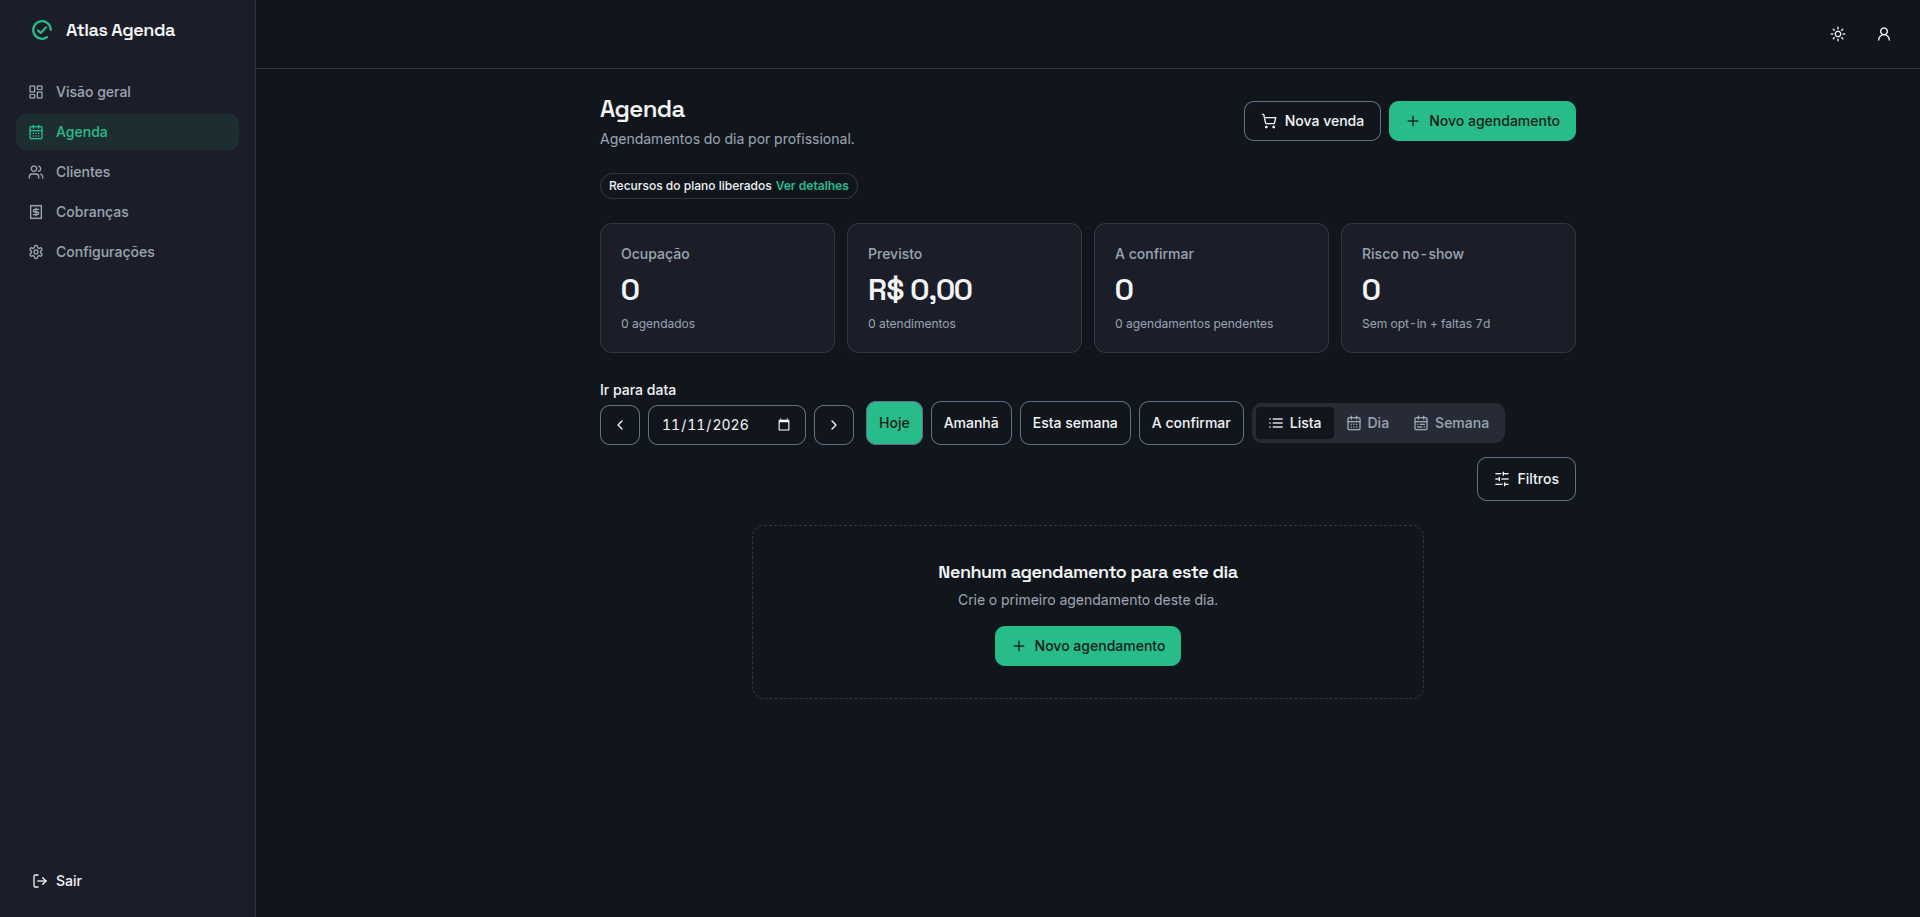 Atlas Agenda
Visão geral
Agenda
Clientes
Cobranças
Configurações
Sair
Agenda
Agendamentos do dia por profissional.
Nova venda
Novo agendamento
Recursos do plano liberados Ver detalhes
Ocupação
0
0 agendados
Previsto
R$ 0,00
0 atendimentos
A confirmar
0
0 agendamentos pendentes
Risco no-show
0
Sem opt-in + faltas 7d
Ir para data
11/11/2026
Hoje
Amanhã
Esta semana
A confirmar
Lista
Dia
Semana
Filtros
Nenhum agendamento para este dia
Crie o primeiro agendamento deste dia.
Novo agendamento